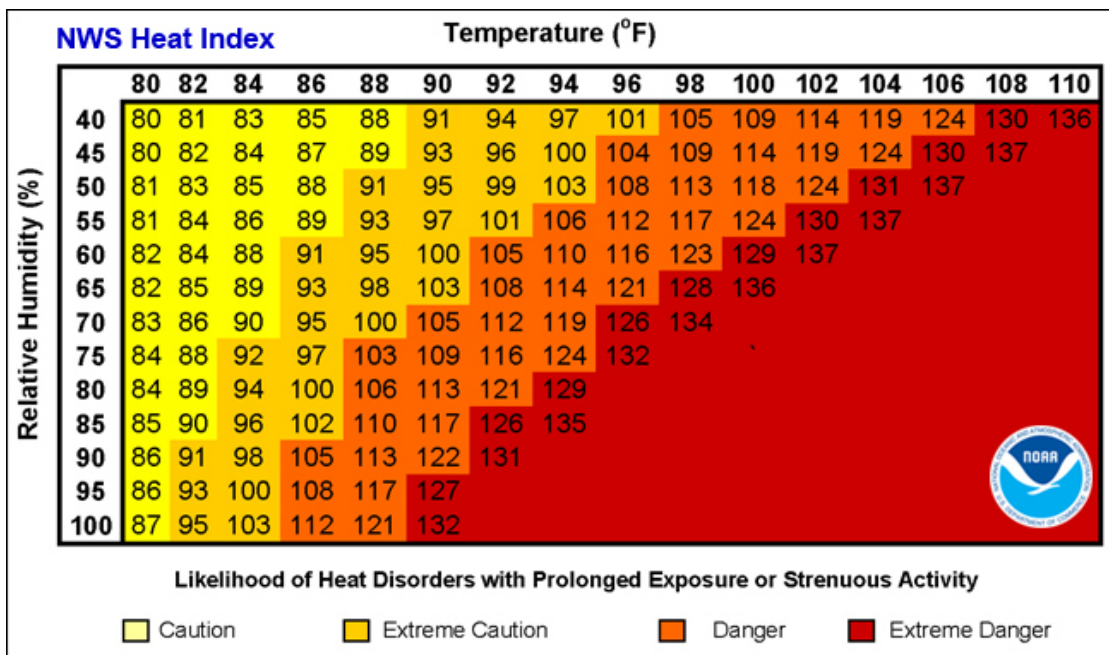 NWS Heat Index Temperature (°F)
80 82 84 86 88 90 92 94 96 98 100 102 104 106 108 110
Relative Humidity (%)
40 80 81 83 85 88 91 94 97 101 105 109 114 119 124 130 136
45 80 82 84 87 89 93 96 100 104 109 114 119 124 130 137
50 81 83 85 88 91 95 99 103 108 113 118 124 131 137
55 81 84 86 89 93 97 101 106 112 117 124 130 137
60 82 84 88 91 95 100 105 110 116 123 129 137
65 82 85 89 93 98 103 108 114 121 128 136
70 83 86 90 95 100 105 112 119 126 134
75 84 88 92 97 103 109 116 124 132
80 84 89 94 100 106 113 121 129
85 85 90 96 102 110 117 126 135
90 86 91 98 105 113 122 131
95 86 93 100 108 117 127
100 87 95 103 112 121 132
NATIONAL OCEANIC AND ATMOSPHERIC ADMINISTRATION
NOAA
U.S. DEPARTMENT OF COMMERCE
Likelihood of Heat Disorders with Prolonged Exposure or Strenuous Activity
Caution Extreme Caution Danger Extreme Danger